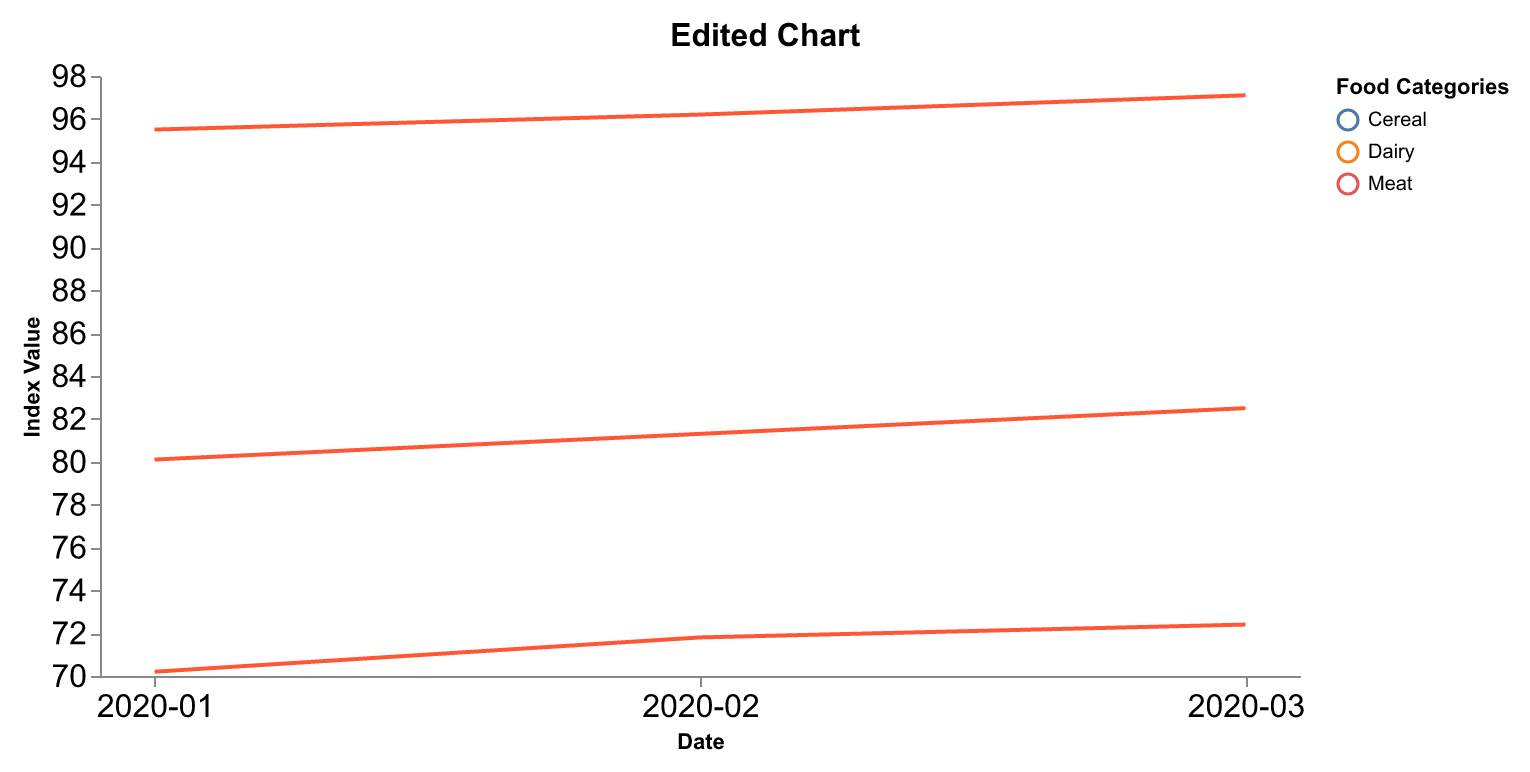 Edited Chart
98
96
94
92
90
88
86
84
82
80
78
76
74
72
70
Index Value
2020-01
2020-02
2020-03
Date
Food Categories
Cereal
Dairy
Meat